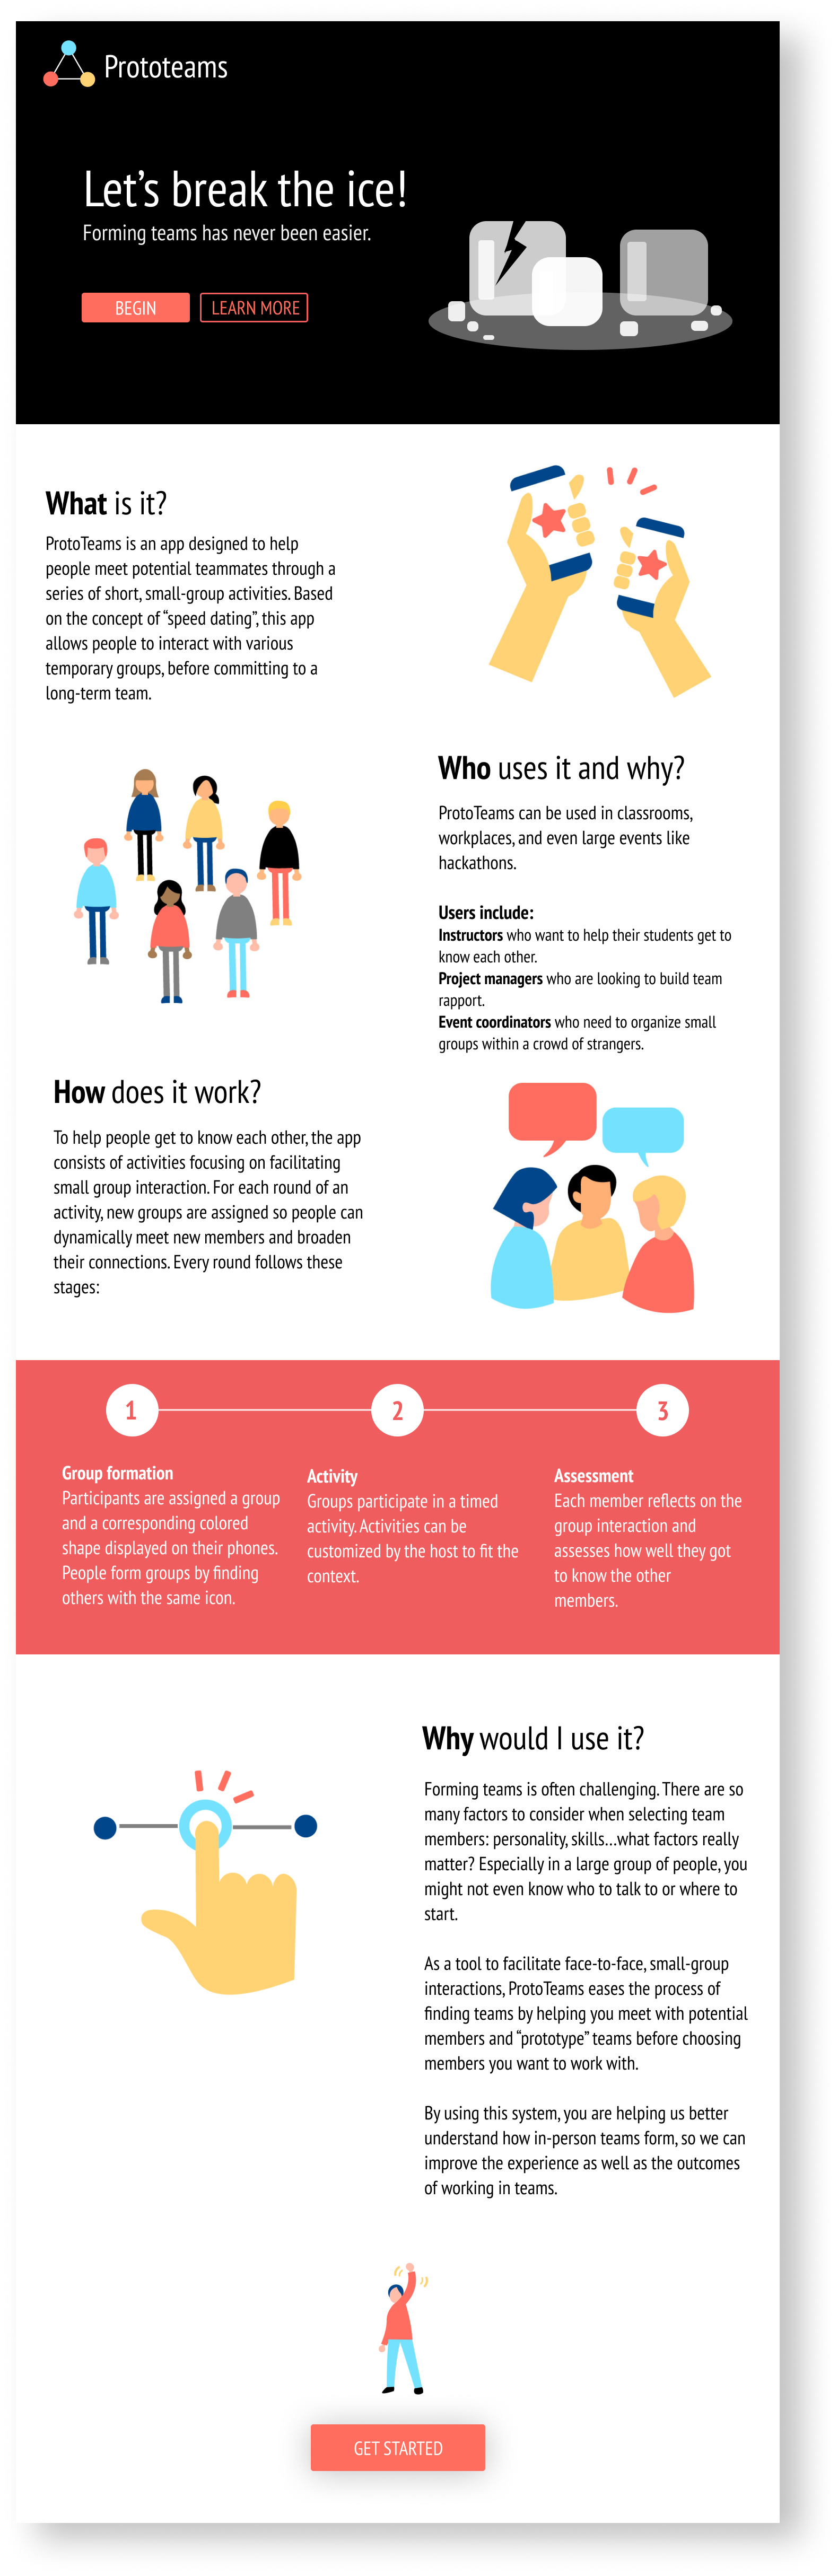 Prototeams
Let's break the ice!
Forming teams has never been easier.
BEGIN
LEARN MORE
What is it?
ProtoTeams is an app designed to help
people meet potential teammates through a
series of short, small-group activities. Based
on the concept of “speed dating”, this app
allows people to interact with various
temporary groups, before committing to a
long-term team.
Who uses it and why?
ProtoTeams can be used in classrooms,
workplaces, and even large events like
hackathons.
Users include:
Instructors who want to help their students get to
know each other.
Project managers who are looking to build team
rapport.
Event coordinators who need to organize small
groups within a crowd of strangers.
How does it work?
To help people get to know each other, the app
consists of activities focusing on facilitating
small group interaction. For each round of an
activity, new groups are assigned so people can
dynamically meet new members and broaden
their connections. Every round follows these
stages:
1
2
3
Group formation
Participants are assigned a group
and a corresponding colored
shape displayed on their phones.
People form groups by finding
others with the same icon.
Activity
Groups participate in a timed
activity. Activities can be
customized by the host to fit the
context.
Assessment
Each member reflects on the
group interaction and
assesses how well they got
to know the other
members.
Why would I use it?
Forming teams is often challenging. There are so
many factors to consider when selecting team
members: personality, skills...what factors really
matter? Especially in a large group of people, you
might not even know who to talk to or where to
start.
As a tool to facilitate face-to-face, small-group
interactions, ProtoTeams eases the process of
finding teams by helping you meet with potential
members and “prototype” teams before choosing
members you want to work with.
By using this system, you are helping us better
understand how in-person teams form, so we can
improve the experience as well as the outcomes
of working in teams.
GET STARTED